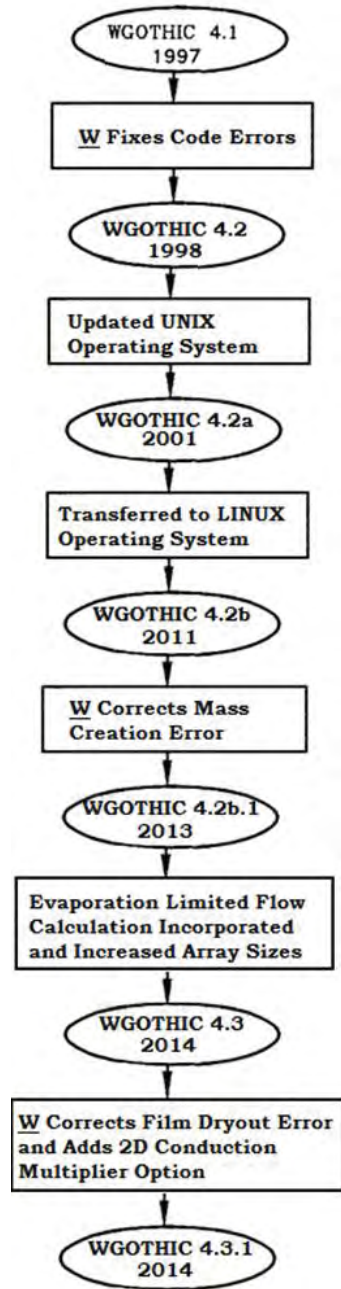 WGOTHIC 4.1
1997
W Fixes Code Errors
WGOTHIC 4.2
1998
Updated UNIX
Operating System
WGOTHIC 4.2a
2001
Transferred to LINUX
Operating System
WGOTHIC 4.2b
2011
W Corrects Mass
Creation Error
WGOTHIC 4.2b.1
2013
Evaporation Limited Flow
Calculation Incorporated
and Increased Array Sizes
WGOTHIC 4.3
2014
W Corrects Film Dryout Error
and Adds 2D Conduction
Multiplier Option
WGOTHIC 4.3.1
2014